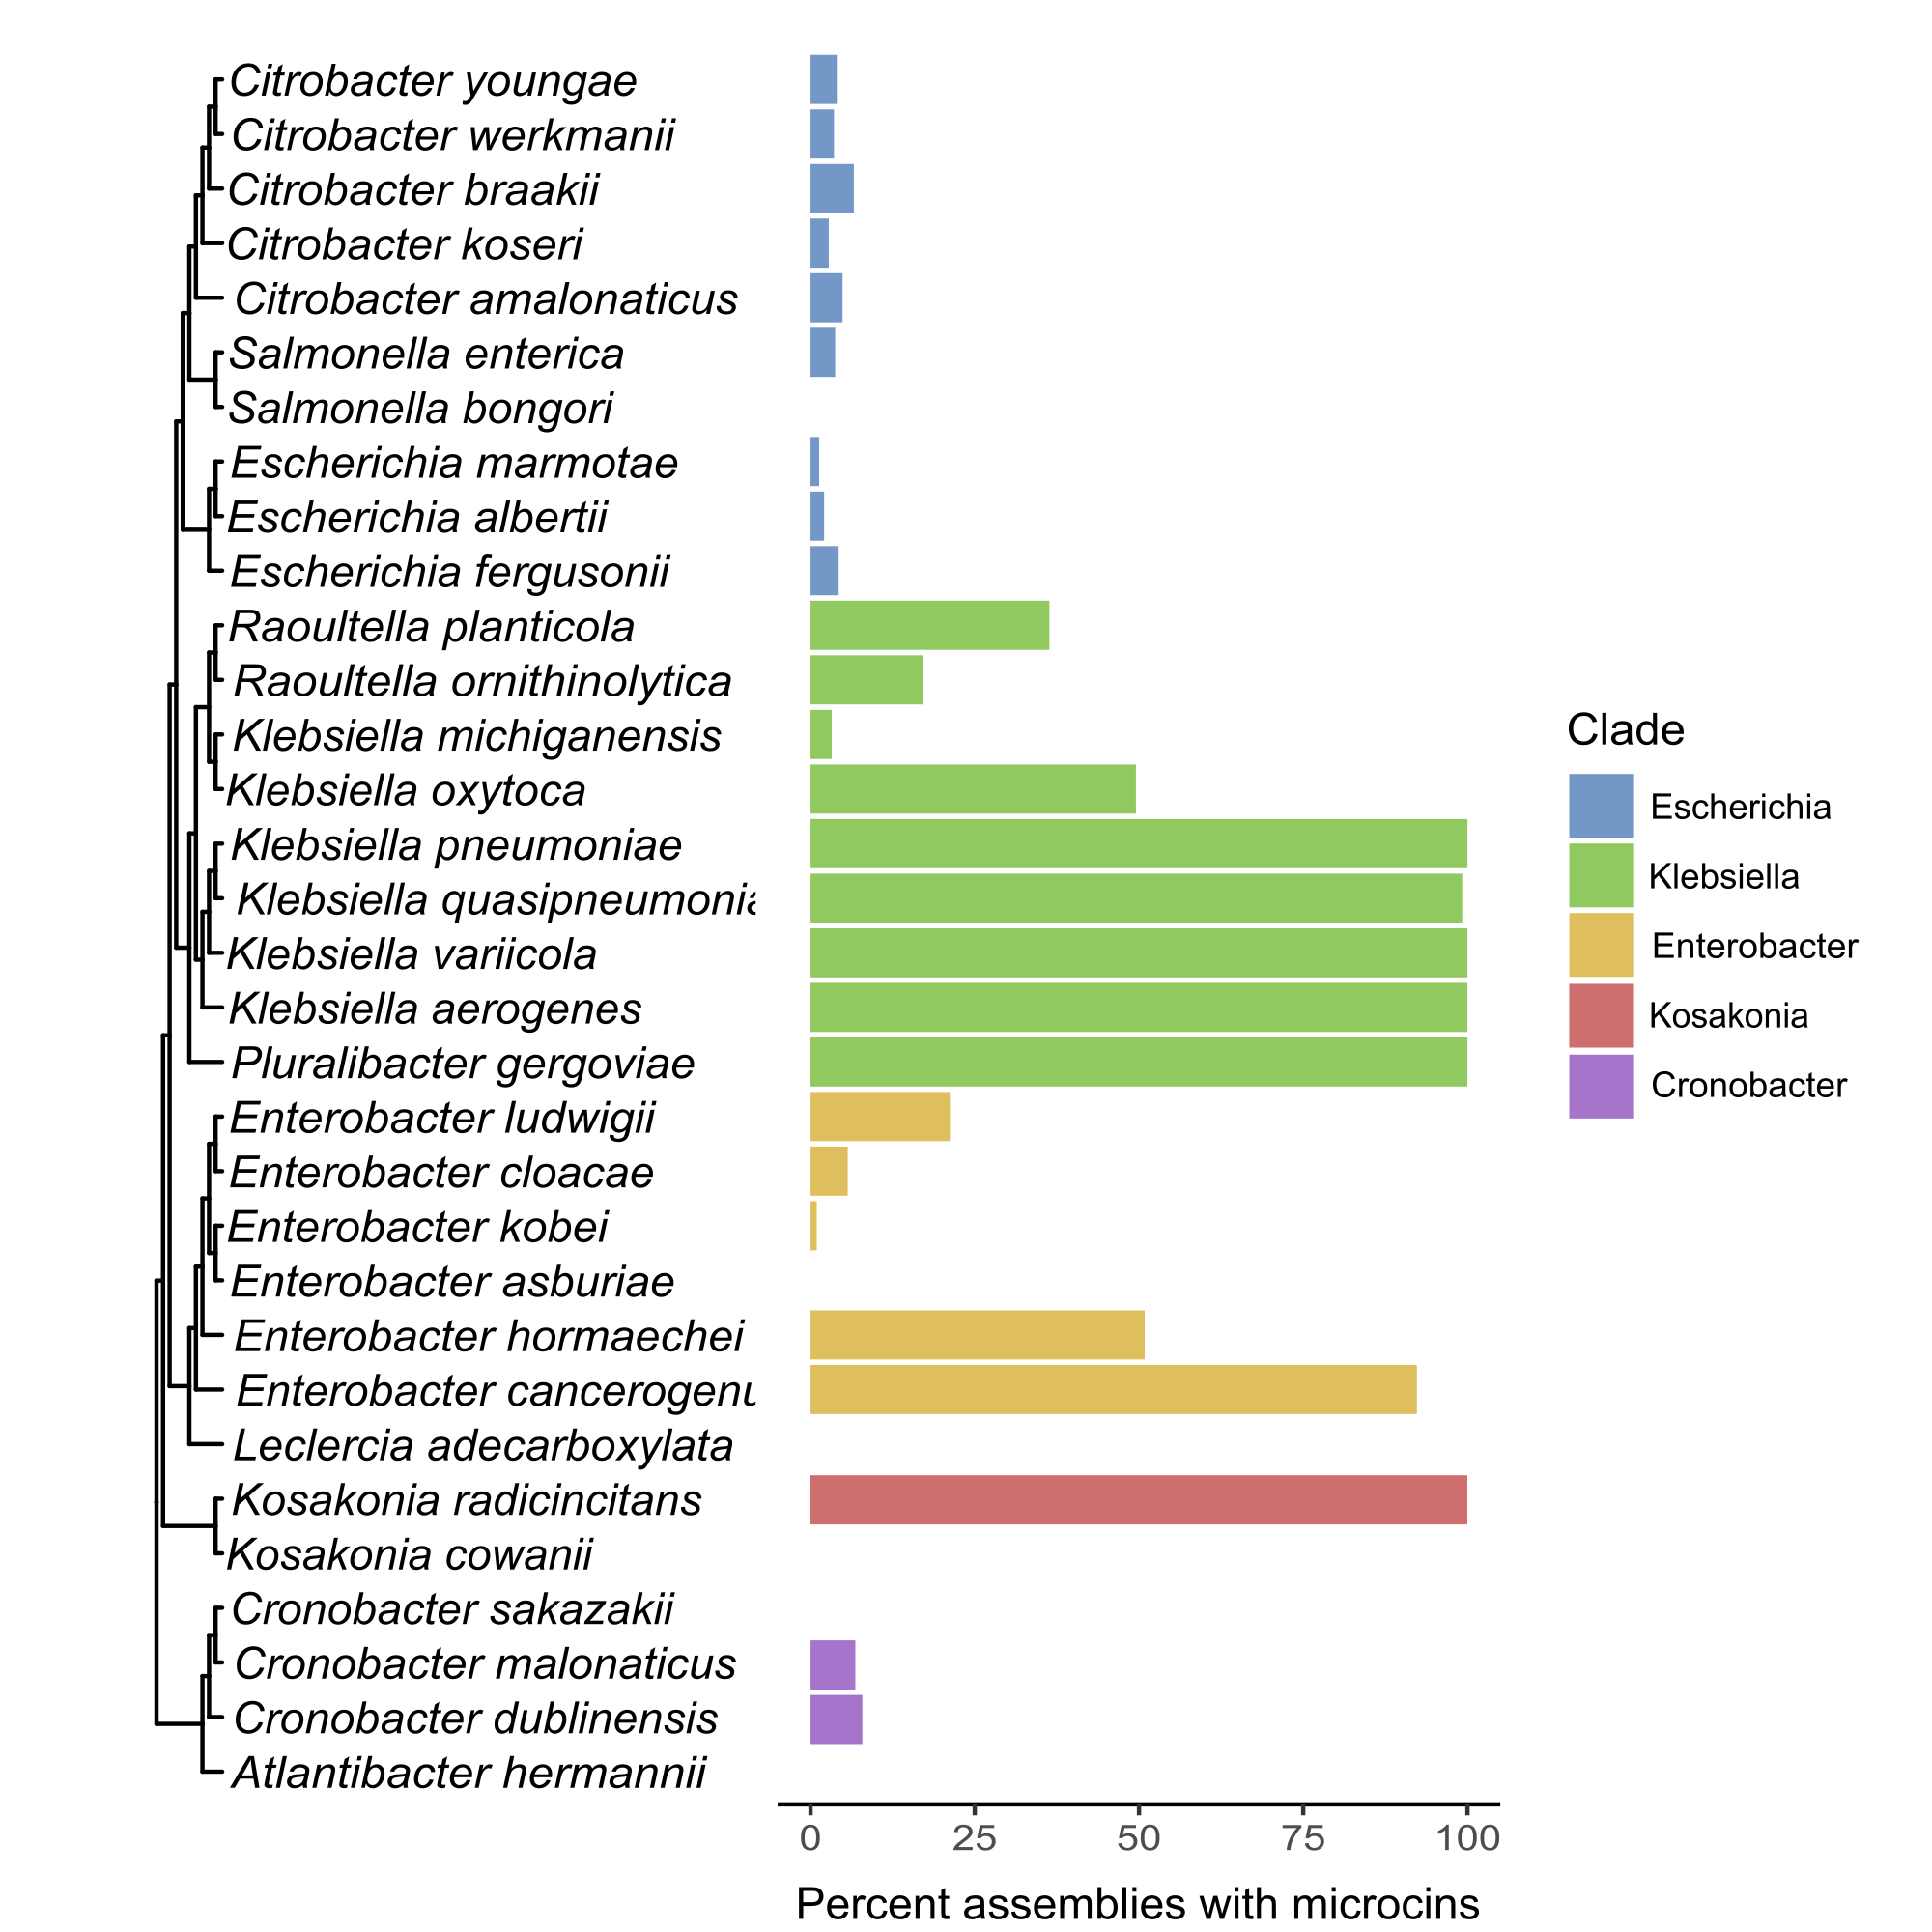 Citrobacter youngae
Citrobacter werkmanii
Citrobacter braakii
Citrobacter koseri
Citrobacter amalonaticus
Salmonella enterica
Salmonella bongori
Escherichia marmotae
Escherichia albertii
Escherichia fergusonii
Raoultella planticola
Raoultella ornithinolytica
Klebsiella michiganensis
Klebsiella oxytoca
Klebsiella pneumoniae
Klebsiella quasipneumonia
Klebsiella variicola
Klebsiella aerogenes
Pluralibacter gergoviae
Enterobacter ludwigii
Enterobacter cloacae
Enterobacter kobei
Enterobacter asburiae
Enterobacter hormaechei
Enterobacter cancerogenu
Leclercia adecarboxylata
Kosakonia radicincitans
Kosakonia cowanii
Cronobacter sakazakii
Cronobacter malonaticus
Cronobacter dublinensis
Atlantibacter hermannii
0 25 50 75 100
Percent assemblies with microcins
Clade
Escherichia
Klebsiella
Enterobacter
Kosakonia
Cronobacter